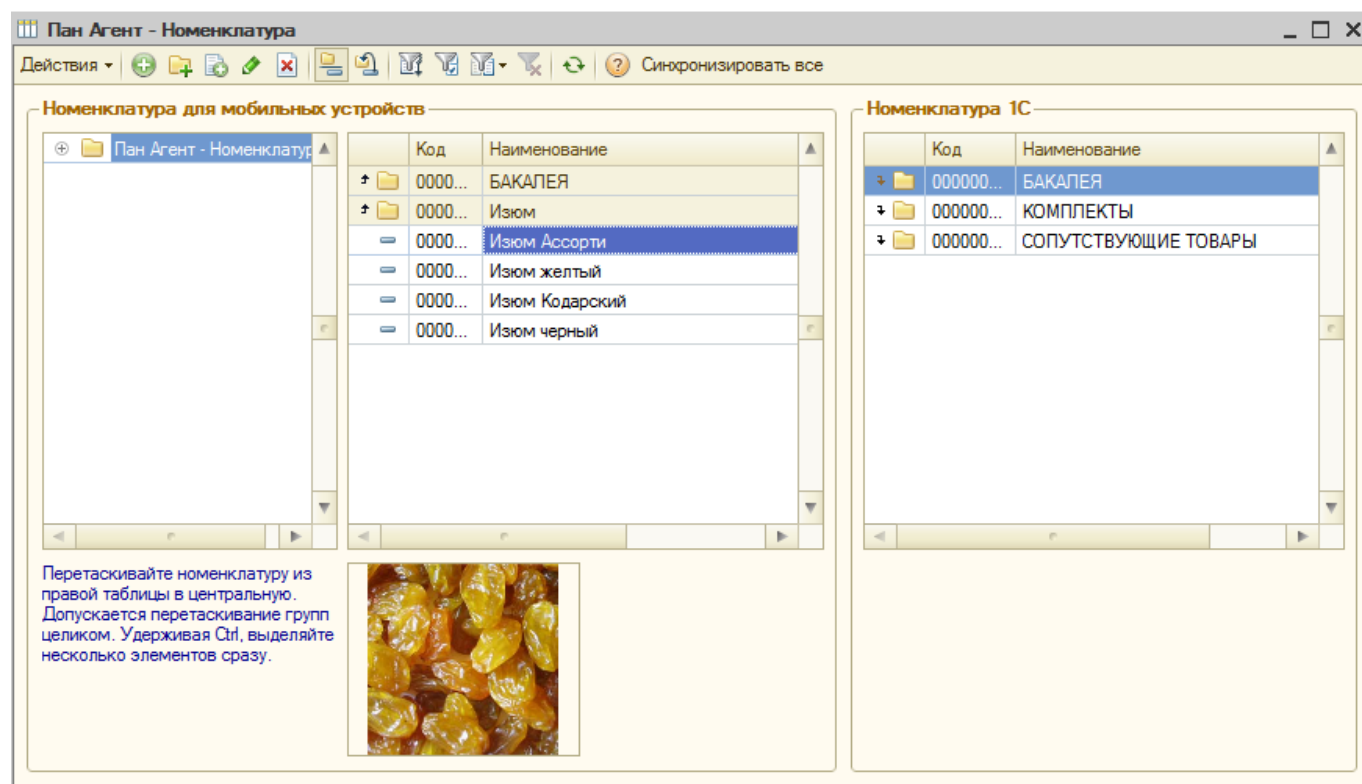 Пан Агент - Номенклатура
Действия Синхронизировать все
Номенклатура для мобильных устройств
Номенклатура 1С
Пан Агент - Номенклатур
Код Наименование
0000... БАКАЛЕЯ
0000... Изюм
0000... Изюм Ассорти
0000... Изюм желтый
0000... Изюм Кодарский
0000... Изюм черный
Код Наименование
000000... БАКАЛЕЯ
000000... КОМПЛЕКТЫ
000000... СОПУТСТВУЮЩИЕ ТОВАРЫ
Перетаскивайте номенклатуру из
правой таблицы в центральную.
Допускается перетаскивание групп
целиком. Удерживая Ctrl, выделяйте
несколько элементов сразу.